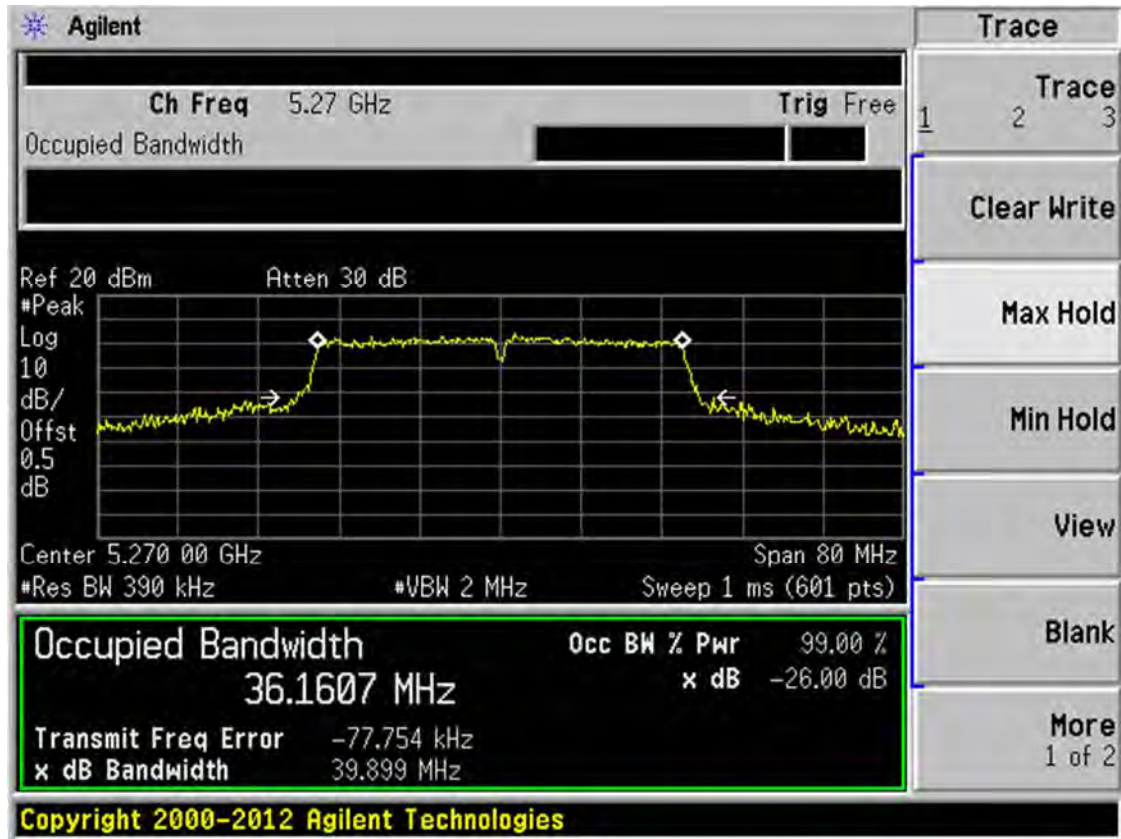 Agilent
Trace
Ch Freq 5.27 GHz Trig Free
Occupied Bandwidth
Trace
1 2 3
Clear Write
Max Hold
Min Hold
View
Blank
More
1 of 2
Ref 20 dBm Atten 30 dB
#Peak
Log
10
dB/
Offst
0.5
dB
Center 5.270 00 GHz Span 80 MHz
#Res BW 390 kHz #VBW 2 MHz Sweep 1 ms (601 pts)
Occupied Bandwidth
36.1607 MHz
Occ BW % Pwr 99.00 %
x dB -26.00 dB
Transmit Freq Error -77.754 kHz
x dB Bandwidth 39.899 MHz
Copyright 2000-2012 Agilent Technologies